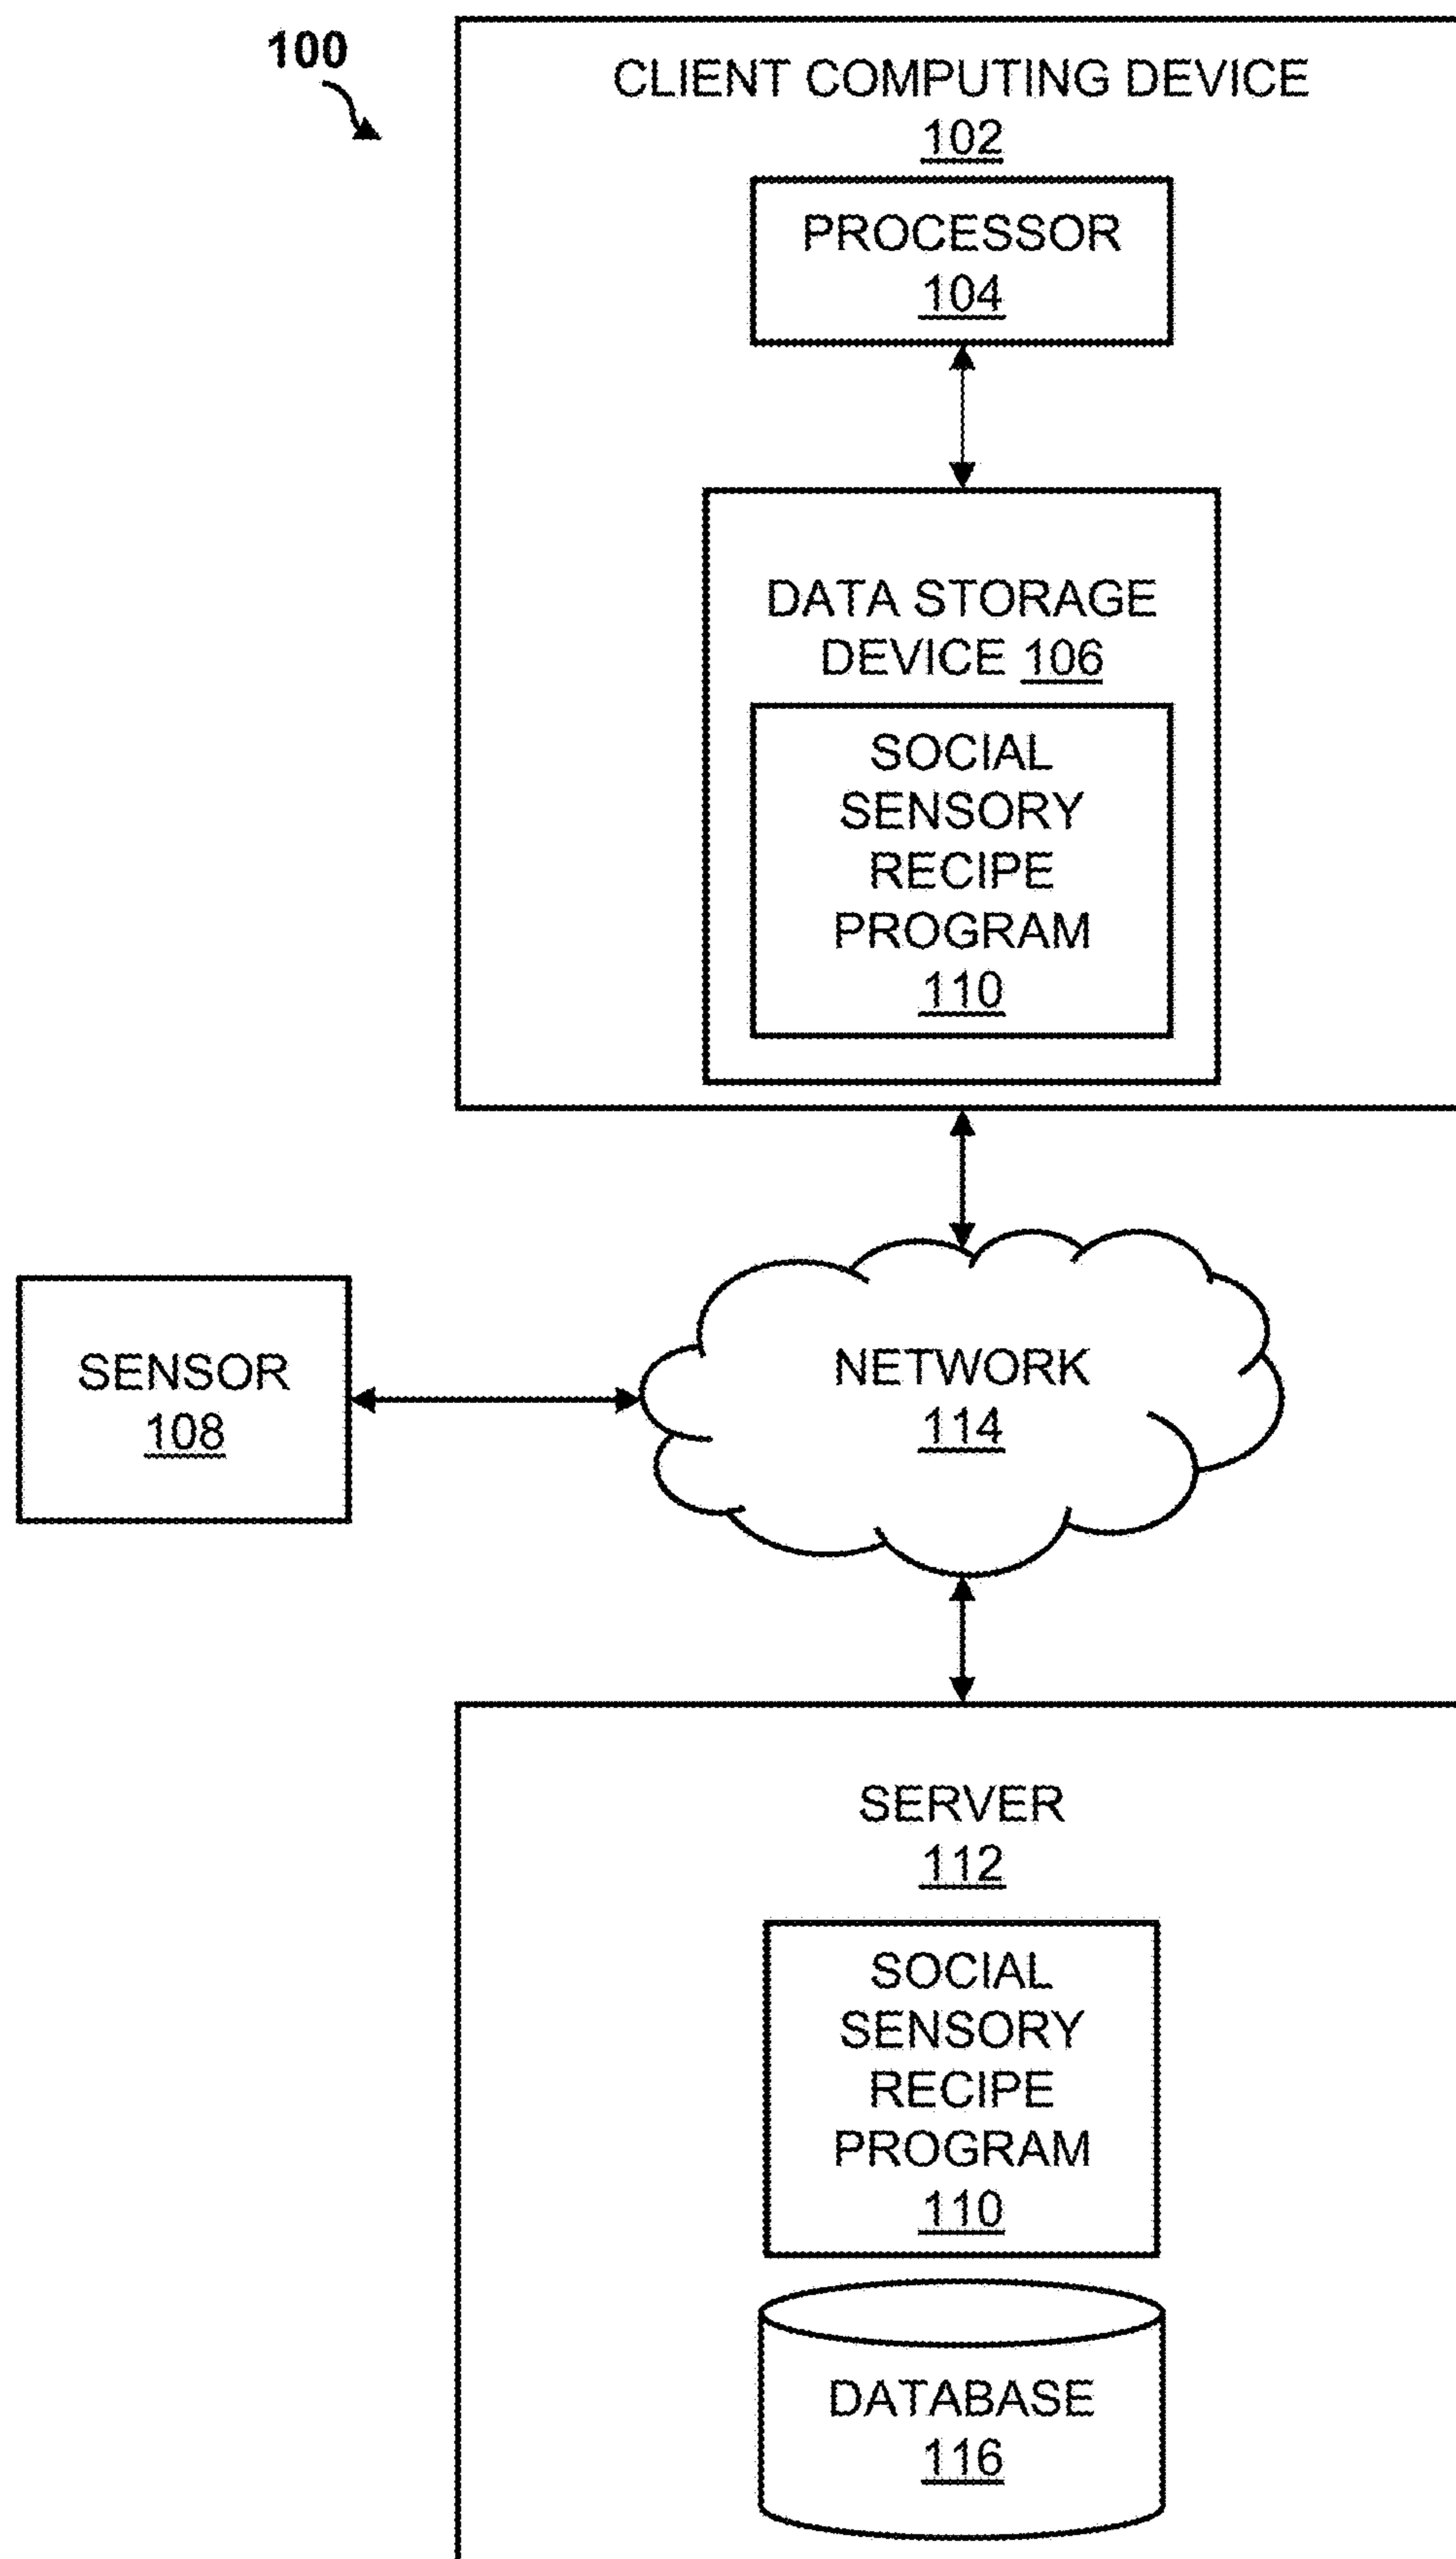 100
CLIENT COMPUTING DEVICE
102
PROCESSOR
104
DATA STORAGE
DEVICE 106
SOCIAL
SENSORY
RECIPE
PROGRAM
110
SENSOR
108
NETWORK
114
SERVER
112
SOCIAL
SENSORY
RECIPE
PROGRAM
110
DATABASE
116